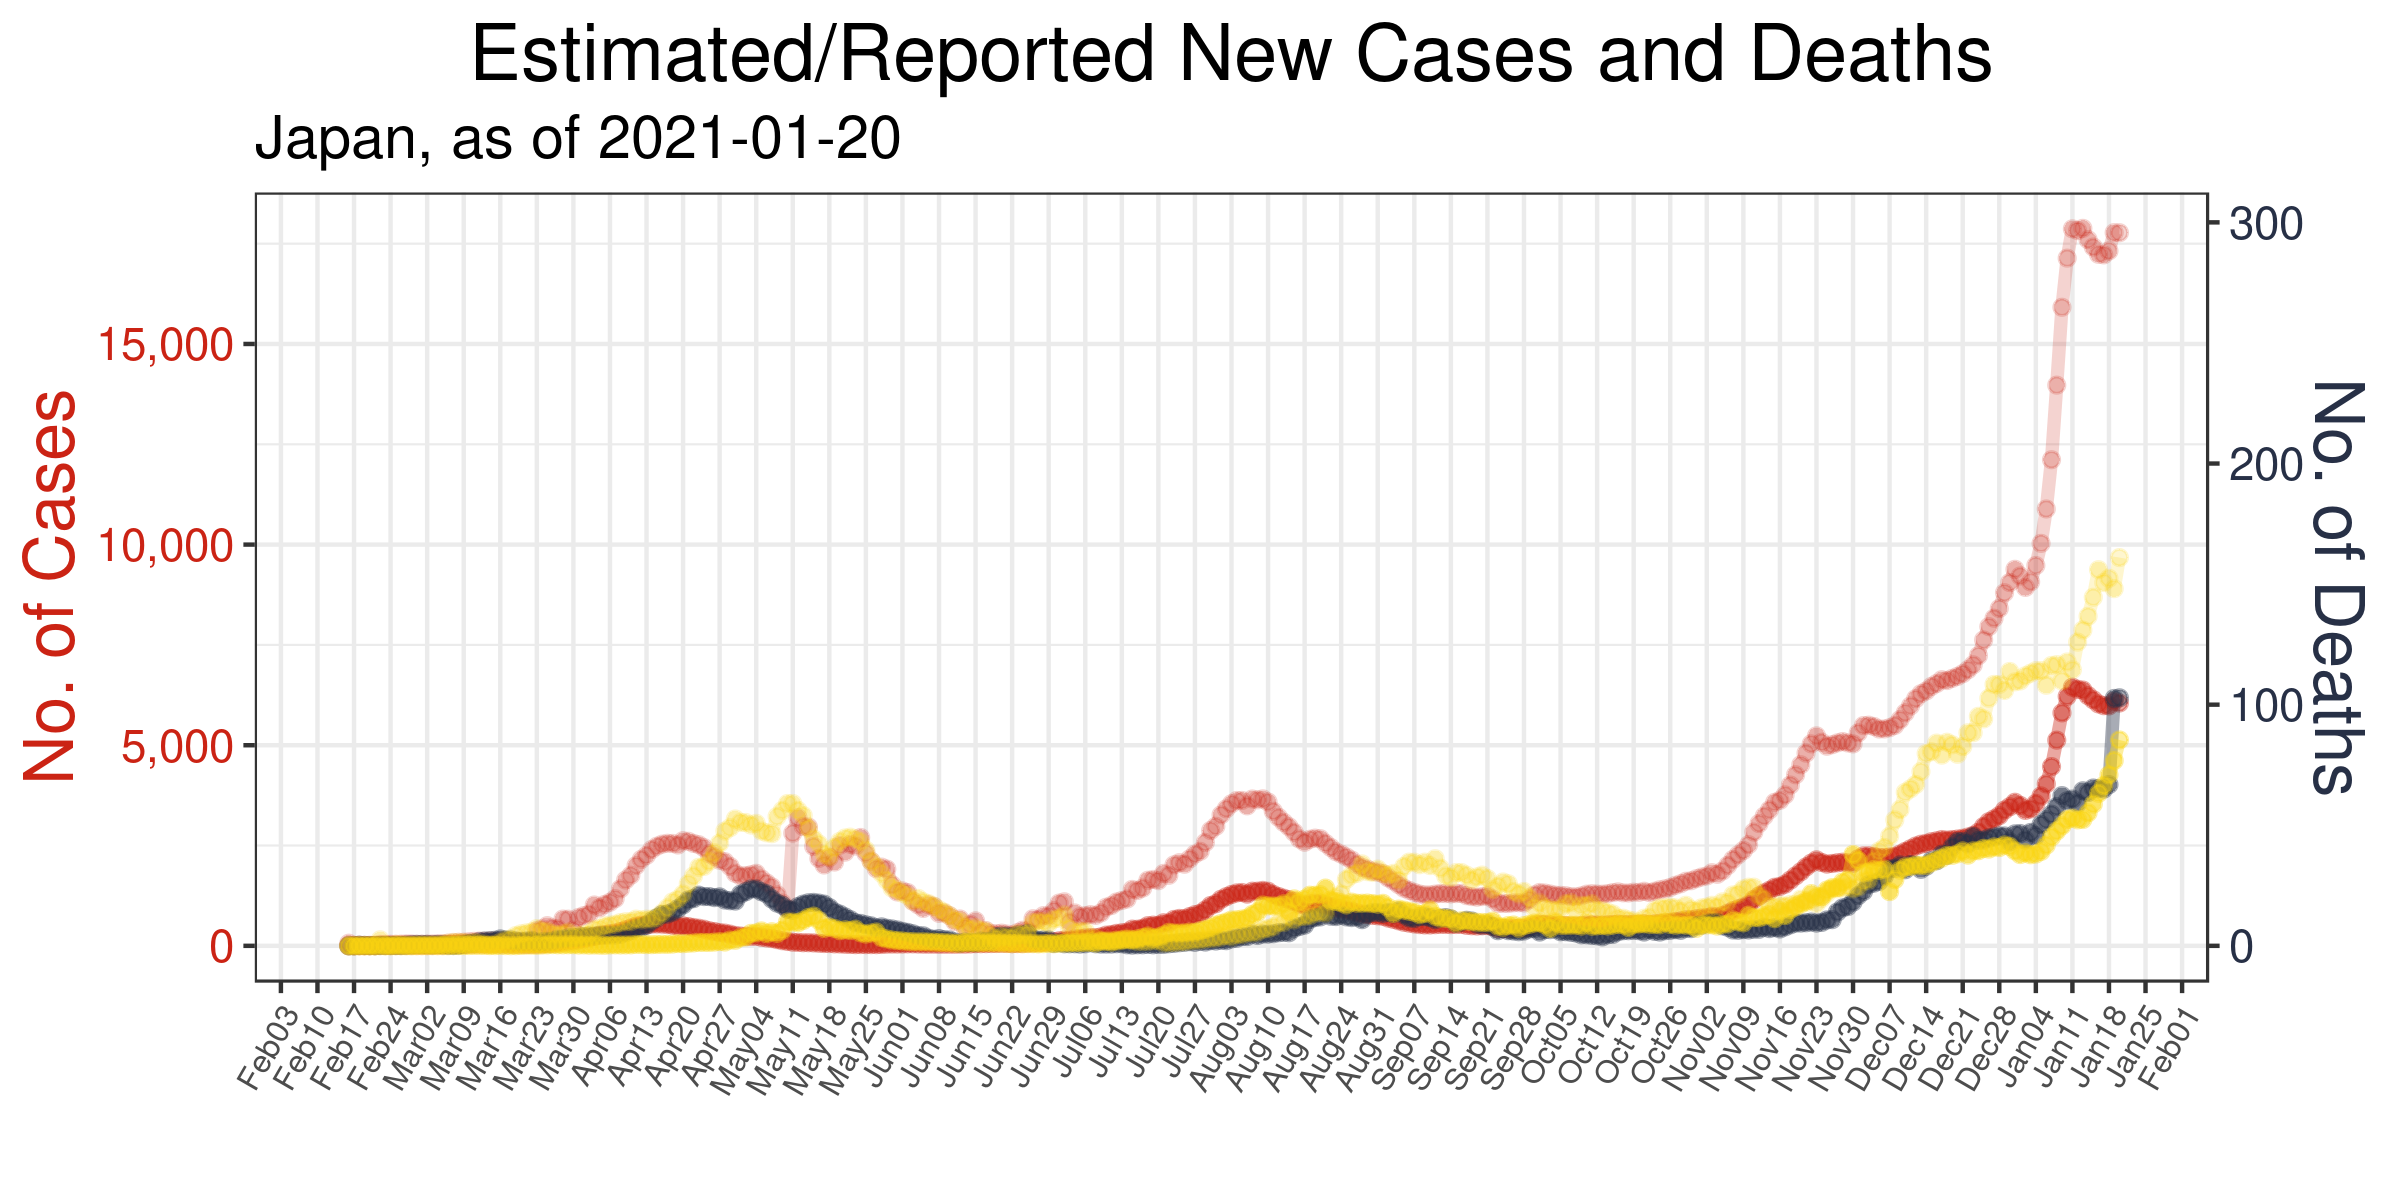 Estimated/Reported New Cases and Deaths
Japan, as of 2021-01-20
No. of Cases
15,000
10,000
5,000
0
300
200
100
0
No. of Deaths
Feb03
Feb10
Feb17
Feb24
Mar02
Mar09
Mar16
Mar23
Mar30
Apr06
Apr13
Apr20
Apr27
May04
May11
May18
May25
Jun01
Jun08
Jun15
Jun22
Jun29
Jul06
Jul13
Jul20
Jul27
Aug03
Aug10
Aug17
Aug24
Aug31
Sep07
Sep14
Sep21
Sep28
Oct05
Oct12
Oct19
Oct26
Nov02
Nov09
Nov16
Nov23
Nov30
Dec07
Dec14
Dec21
Dec28
Jan04
Jan11
Jan18
Jan25
Feb01